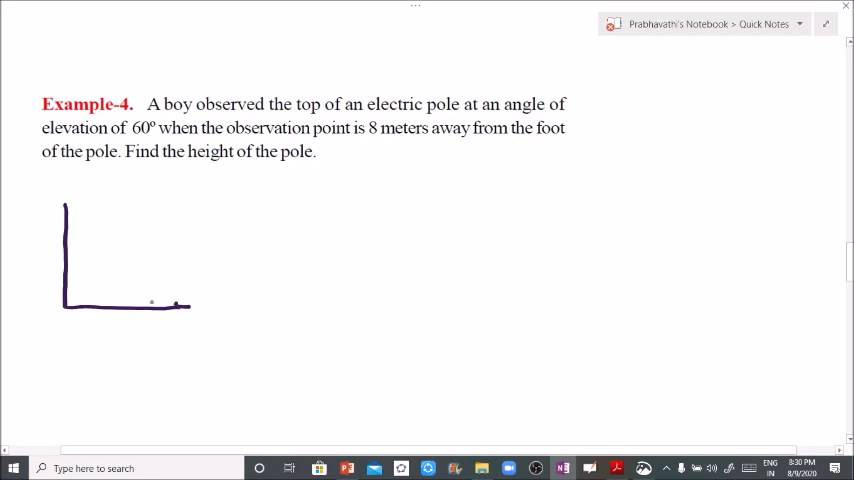 ...
Prabhavathi's Notebook > Quick Notes
Example-4. A boy observed the top of an electric pole at an angle of
elevation of 60° when the observation point is 8 meters away from the foot
of the pole. Find the height of the pole.
Type here to search
ENG
IN
8:30 PM
8/9/2020